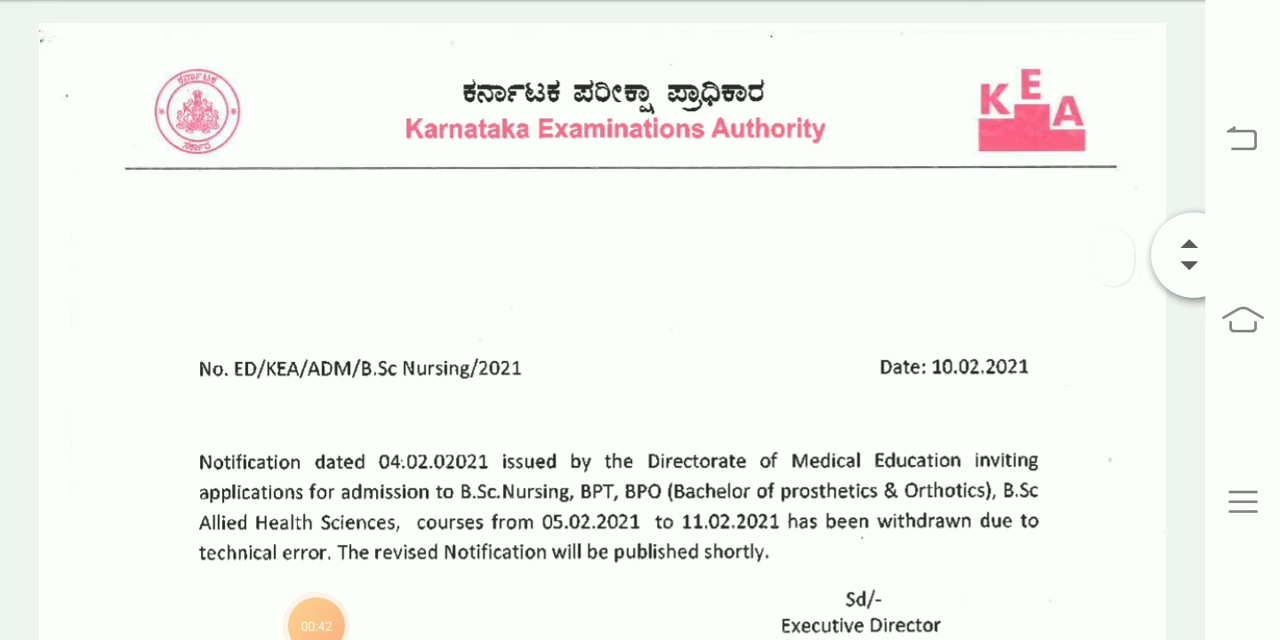 ಕರ್ನಾಟಕ ಪರೀಕ್ಷಾ ಪ್ರಾಧಿಕಾರ
Karnataka Examinations Authority
ಕರ್ನಾಟಕ
ಸರ್ಕಾರ
KEA
No. ED/KEA/ADM/B.Sc Nursing/2021 Date: 10.02.2021
Notification dated 04.02.02021 issued by the Directorate of Medical Education inviting
applications for admission to B.Sc.Nursing, BPT, BPO (Bachelor of prosthetics & Orthotics), B.Sc
Allied Health Sciences, courses from 05.02.2021 to 11.02.2021 has been withdrawn due to
technical error. The revised Notification will be published shortly.
Sd/-
Executive Director
00:42